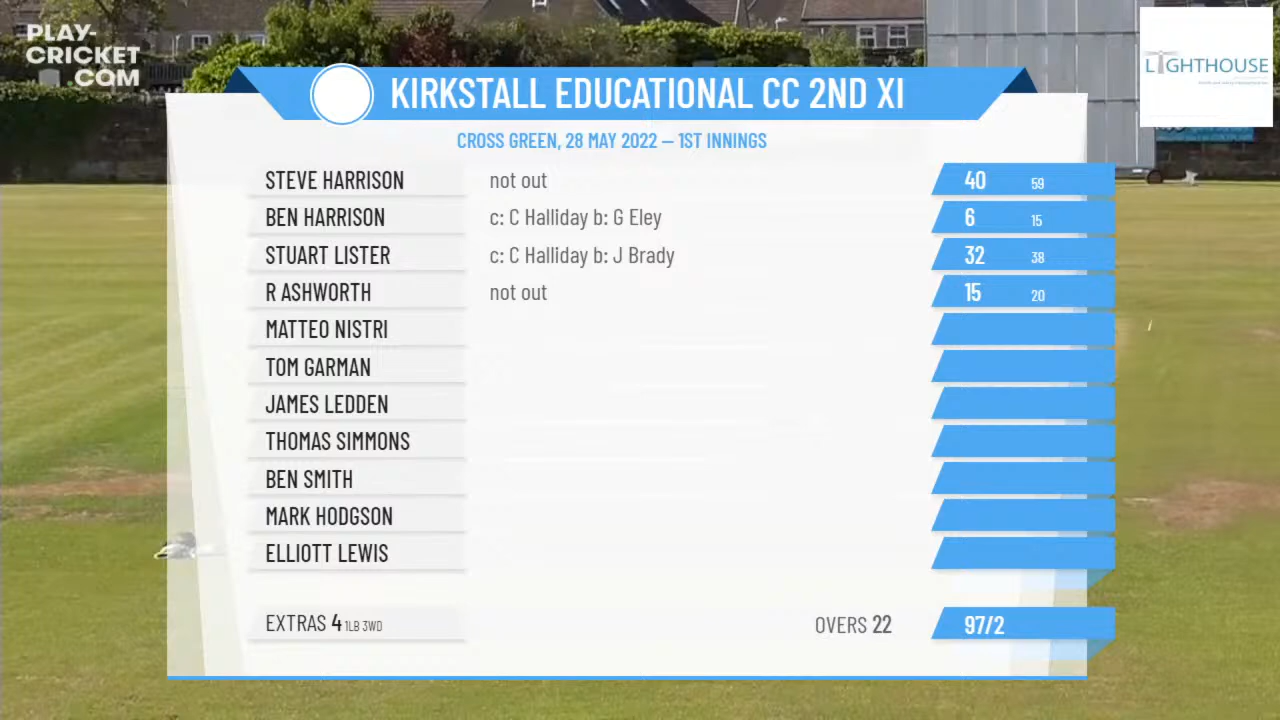 PLAY-
CRICKET
.COM
LIGHTHOUSE
KIRKSTALL EDUCATIONAL CC 2ND XI
CROSS GREEN, 28 MAY 2022 – 1ST INNINGS
STEVE HARRISON not out 40 59
BEN HARRISON c: C Halliday b: G Eley 6 15
STUART LISTER c: C Halliday b: J Brady 32 38
R ASHWORTH not out 15 20
MATTEO NISTRI
TOM GARMAN
JAMES LEDDEN
THOMAS SIMMONS
BEN SMITH
MARK HODGSON
ELLIOTT LEWIS
EXTRAS 4 1LB 3WD OVERS 22 97/2